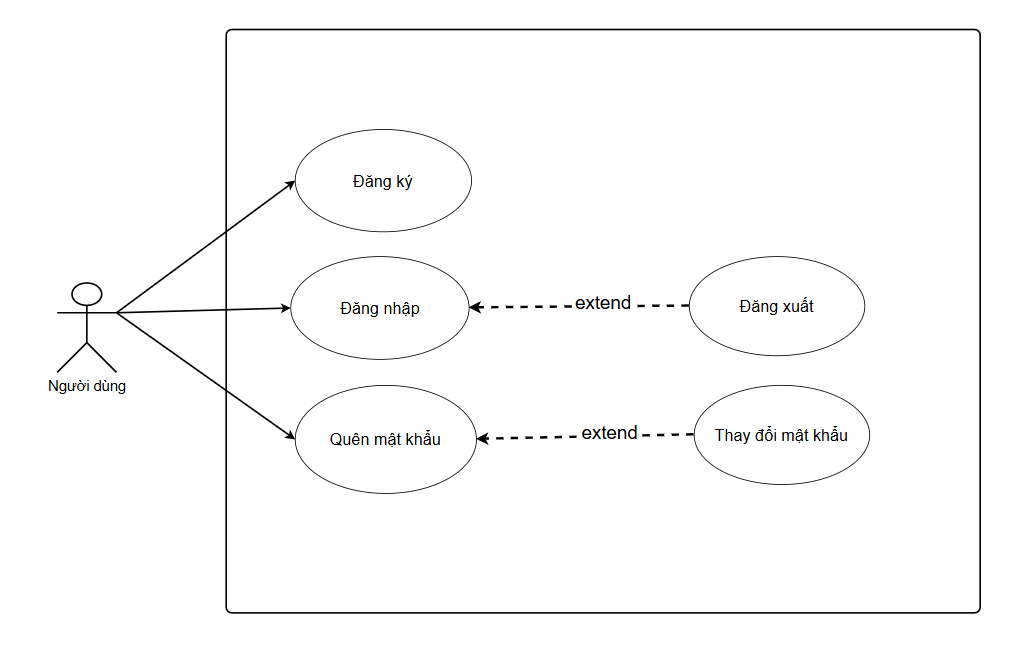 Đăng ký
Đăng nhập
extend
Đăng xuất
Người dùng
Quên mật khẩu
extend
Thay đổi mật khẩu